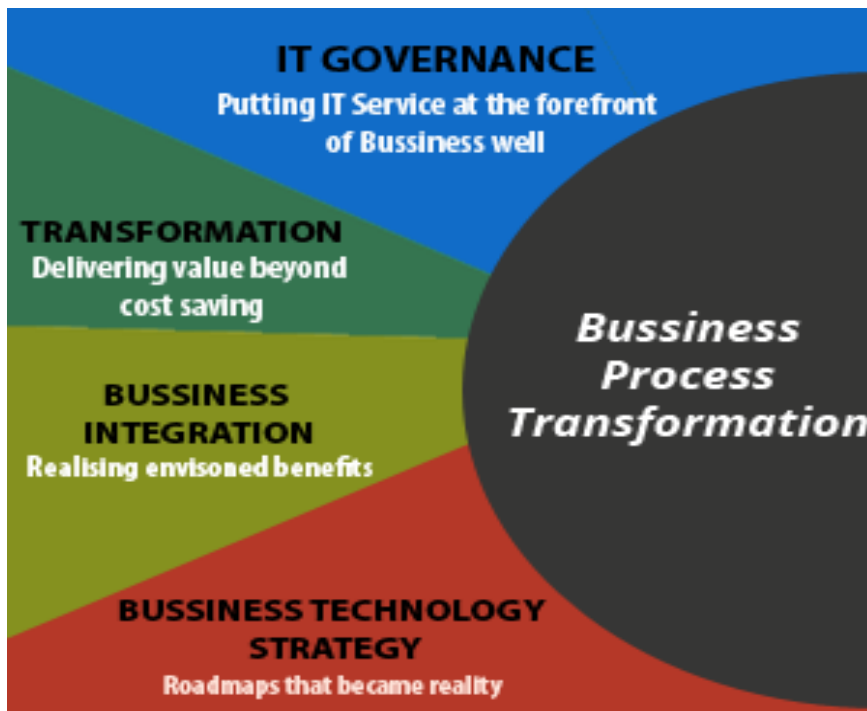 IT GOVERNANCE
Putting IT Service at the forefront
of Bussiness well
TRANSFORMATION
Delivering value beyond
cost saving
BUSSINESS
INTEGRATION
Realising envisoned benefits
BUSSINESS TECHNOLOGY
STRATEGY
Roadmaps that became reality
Bussiness
Process
Transformation